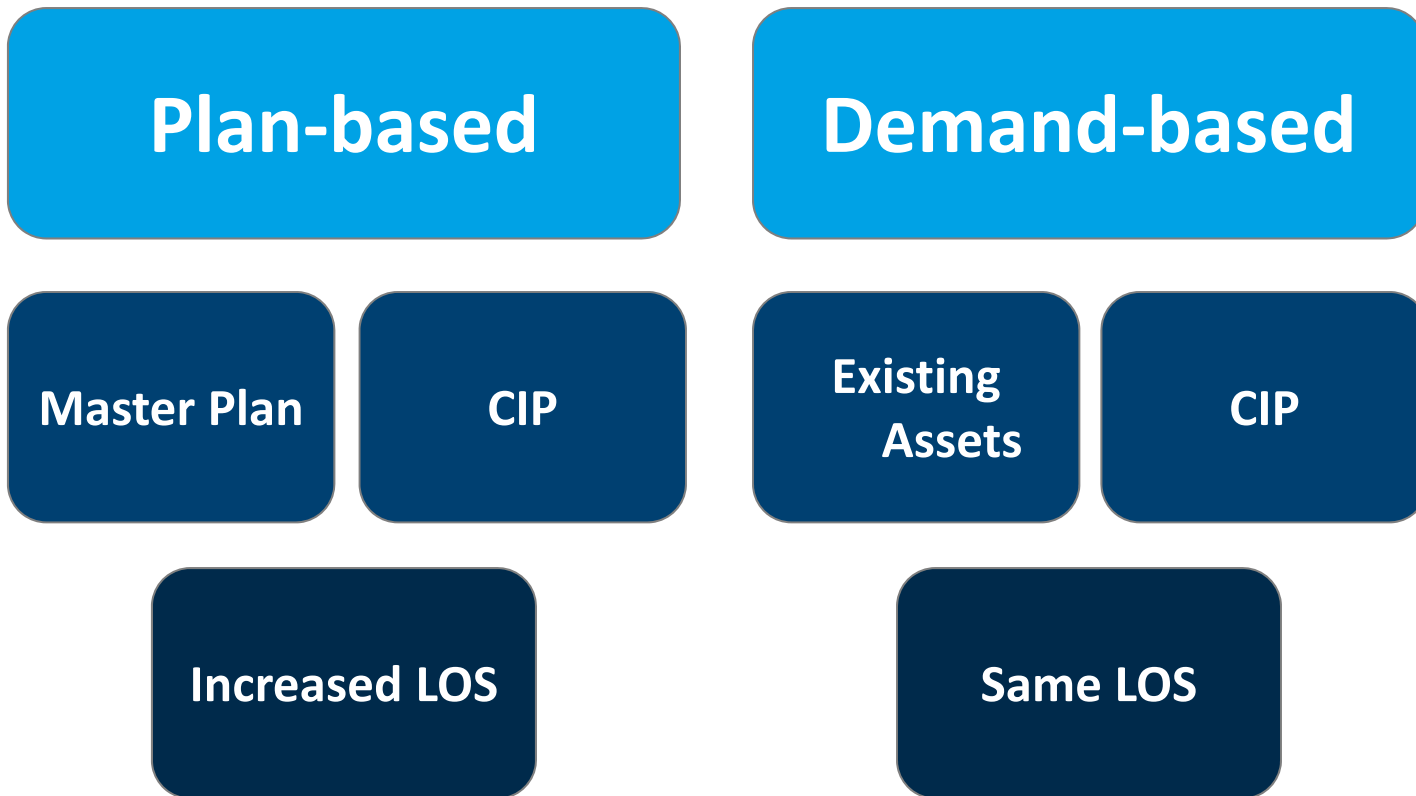 Plan-based
Demand-based
Master Plan
CIP
Existing
Assets
CIP
Increased LOS
Same LOS